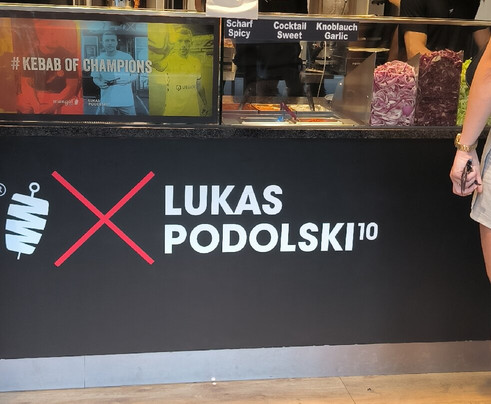 Scharf
Spicy
Cocktail
Sweet
Knoblauch
Garlic
#KEBAB OF CHAMPIONS
®
LUKAS
PODOLSKI¹⁰